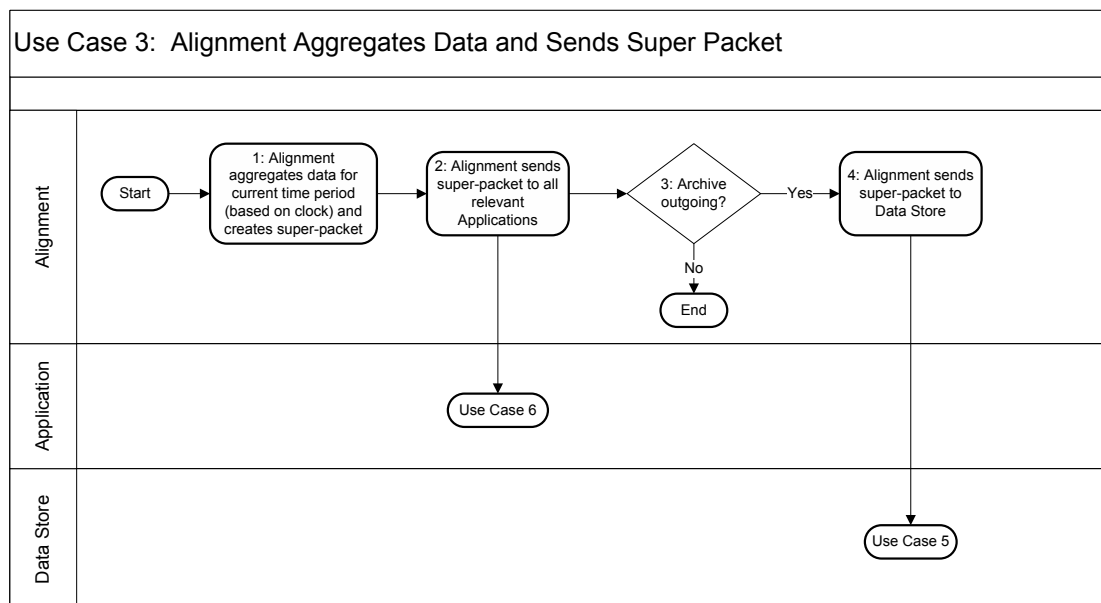 Use Case 3:  Alignment Aggregates Data and Sends Super Packet
Alignment
Start
1: Alignment
aggregates data for
current time period
(based on clock) and
creates super-packet
2: Alignment sends
super-packet to all
relevant
Applications
3: Archive
outgoing?
Yes
4: Alignment sends
super-packet to
Data Store
No
End
Application
Use Case 6
Data Store
Use Case 5